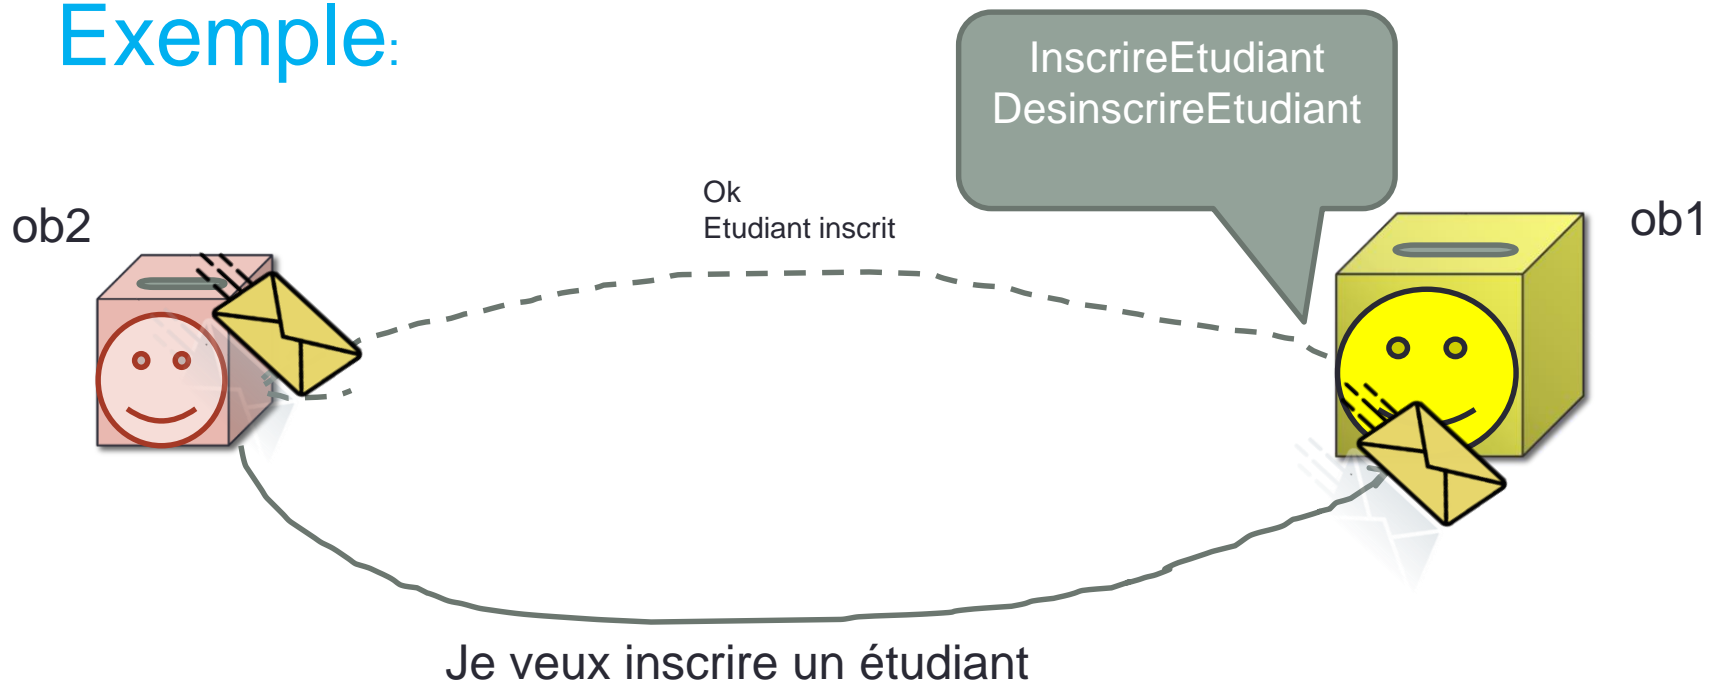 Exemple:
InscrireEtudiant
DesinscrireEtudiant
Ok
Etudiant inscrit
ob2
ob1
Je veux inscrire un étudiant